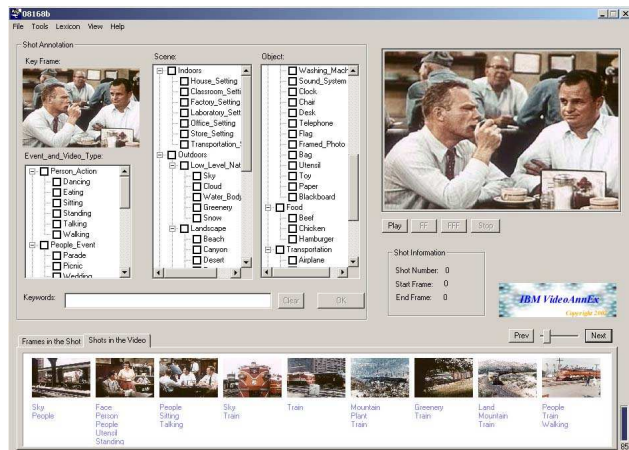 08168b
File Tools Lexicon View Help
Shot Annotation
Key Frame:
Scene:
Object:
Indoors
House_Setting
Classroom_Setti
Factory_Setting
Laboratory_Sett
Office_Setting
Store_Setting
Transportation_
Outdoors
Low_Level_Nat
Sky
Cloud
Water_Body
Greenery
Snow
Landscape
Beach
Canyon
Desert
Washing_Mach
Sound_System
Clock
Chair
Desk
Telephone
Flag
Framed_Photo
Bag
Utensil
Toy
Paper
Blackboard
Food
Beef
Chicken
Hamburger
Transportation
Airplane
Event_and_Video_Type:
Person_Action
Dancing
Eating
Sitting
Standing
Talking
Walking
People_Event
Parade
Picnic
Wedding
Keywords:
Clear
OK
Play FF FFF Stop
Shot Information
Shot Number: 0
Start Frame: 0
End Frame: 0
IBM VideoAnnEx
Prev Next
Frames in the Shot Shots in the Video
Sky
People
Face
Person
People
Utensil
Standing
People
Sitting
Talking
Sky
Train
Train
Mountain
Plant
Train
Greenery
Train
Land
Mountain
Train
People
Train
Walking
85